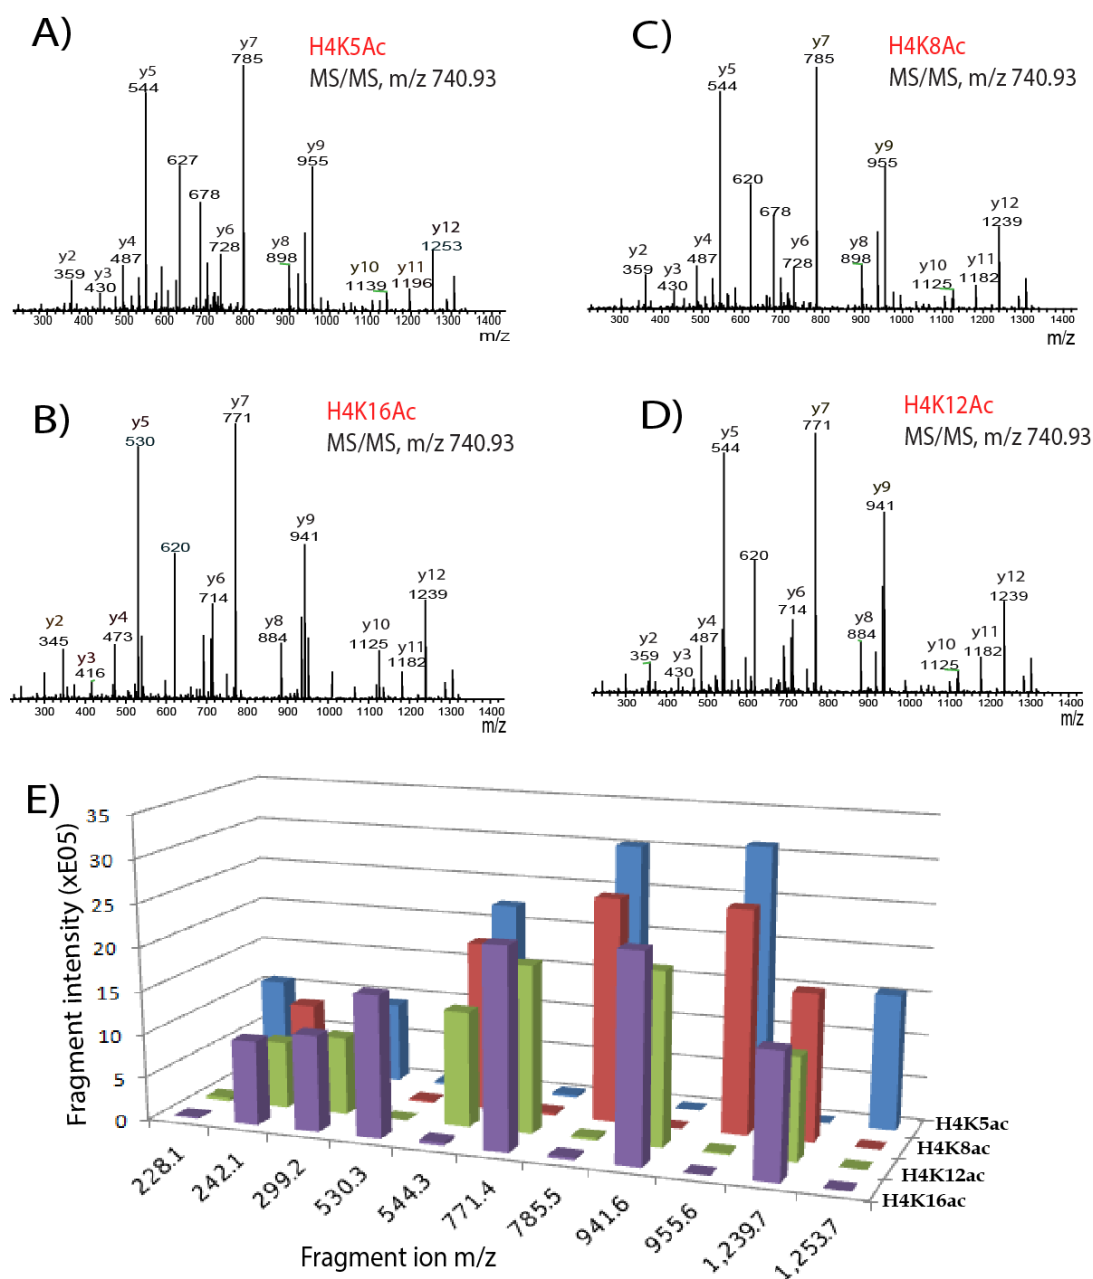 A)
H4K5Ac
MS/MS, m/z 740.93
y7
785
y5
544
627
y9
955
678
y12
1253
y6
728
y4
487
y8
898
y2
359
y3
430
y10
1139
y11
1196
300 400 500 600 700 800 900 1000 1100 1200 1300 1400
m/z
C)
H4K8Ac
MS/MS, m/z 740.93
y7
785
y5
544
y9
955
620
678
y12
1239
y4
487
y6
728
y8
898
y2
359
y3
430
y10
1125
y11
1182
300 400 500 600 700 800 900 1000 1100 1200 1300 1400
m/z
B)
H4K16Ac
MS/MS, m/z 740.93
y7
771
y5
530
y9
941
620
y6
714
y12
1239
y2
345
y4
473
y3
416
y8
884
y10
1125
y11
1182
300 400 500 600 700 800 900 1000 1100 1200 1300 1400
m/z
D)
H4K12Ac
MS/MS, m/z 740.93
y7
771
y5
544
y9
941
620
y12
1239
y6
714
y4
487
y2
359
y3
430
y8
884
y10
1125
y11
1182
300 400 500 600 700 800 900 1000 1100 1200 1300 1400
m/z
E)
Fragment intensity (xE05)
35
30
25
20
15
10
5
0
228.1
242.1
299.2
530.3
544.3
771.4
785.5
941.6
955.6
1,239.7
1,253.7
Fragment ion m/z
H4K5ac
H4K8ac
H4K12ac
H4K16ac